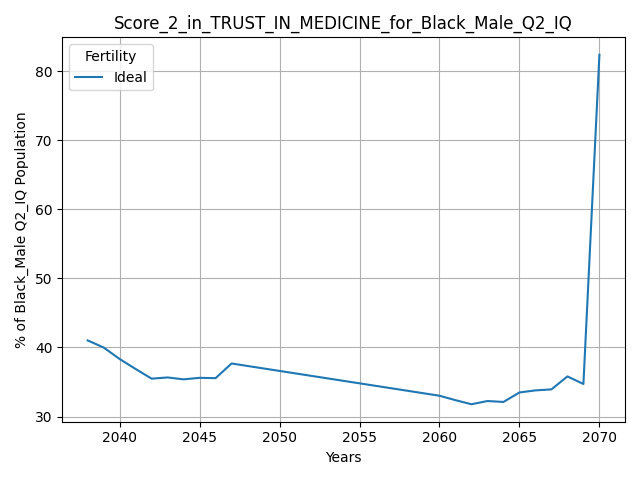 Score_2_in_TRUST_IN_MEDICINE_for_Black_Male_Q2_IQ
Fertility
Ideal
% of Black_Male Q2_IQ Population
80
70
60
50
40
30
2040 2045 2050 2055 2060 2065 2070
Years